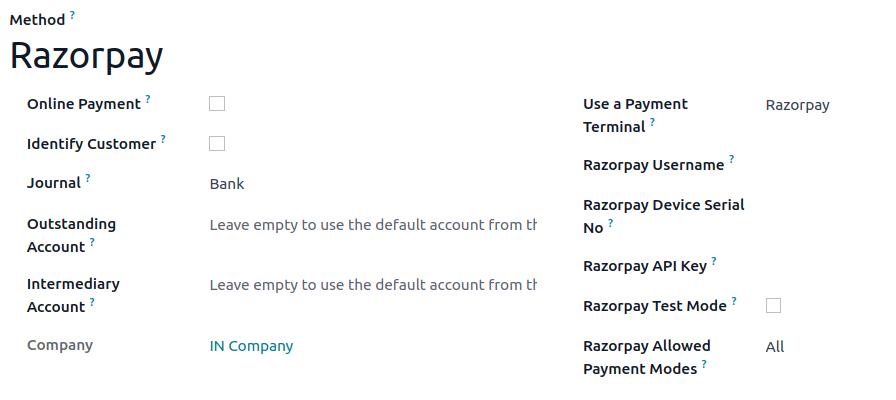 Method ?
Razorpay
Online Payment ?
Identify Customer ?
Journal ? Bank
Outstanding
Account ? Leave empty to use the default account from th
Intermediary
Account ? Leave empty to use the default account from th
Company IN Company
Use a Payment
Terminal ? Razorpay
Razorpay Username ?
Razorpay Device Serial
No ?
Razorpay API Key ?
Razorpay Test Mode ?
Razorpay Allowed
Payment Modes ? All